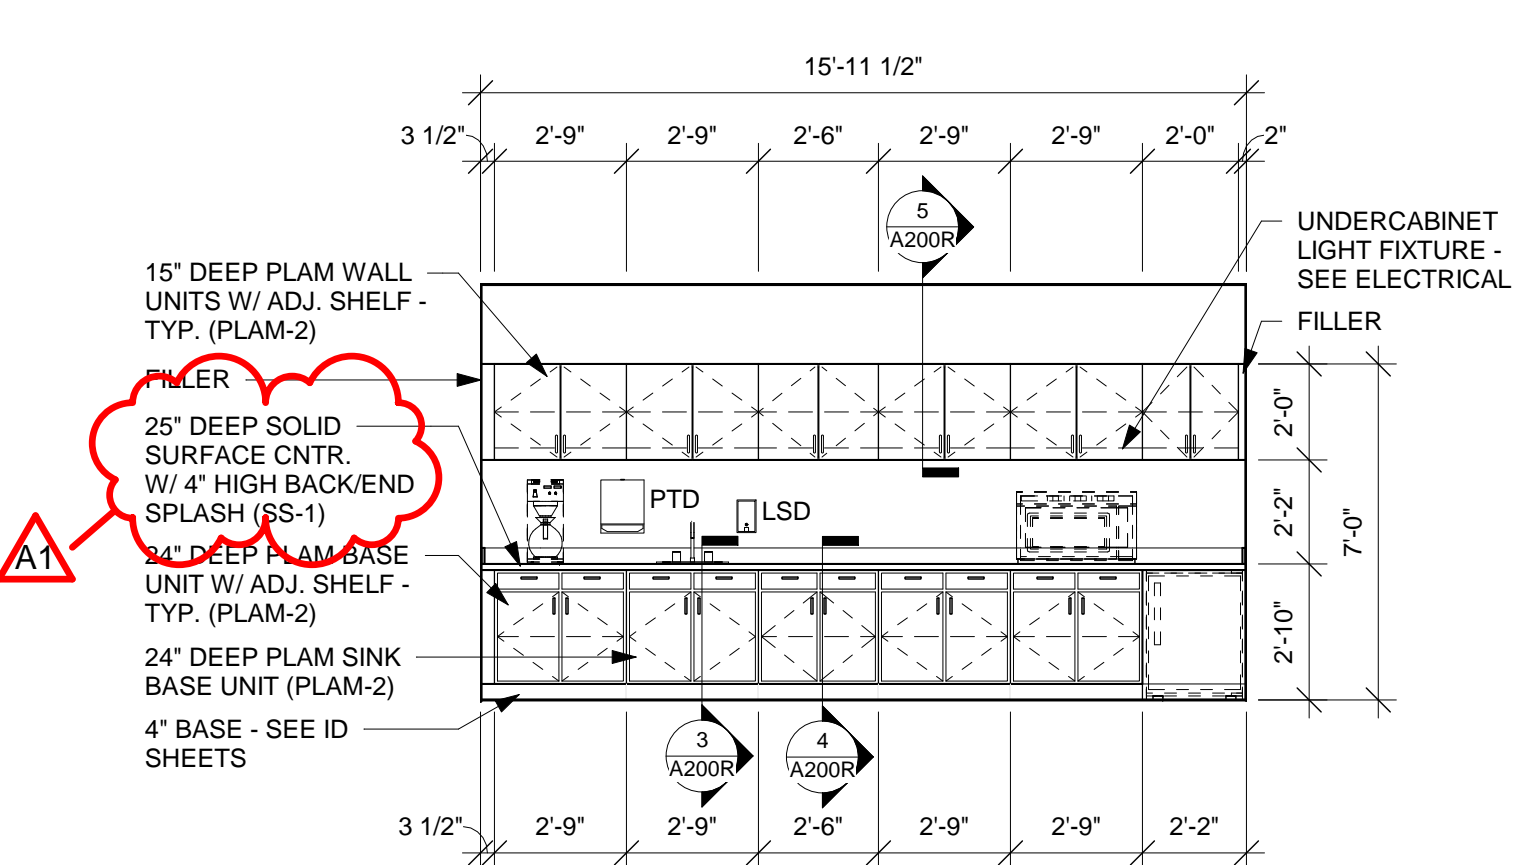 15'-11 1/2"
3 1/2" 2'-9" 2'-9" 2'-6" 2'-9" 2'-9" 2'-0" 2"
5
A200R
UNDERCABINET
LIGHT FIXTURE -
SEE ELECTRICAL
FILLER
15" DEEP PLAM WALL
UNITS W/ ADJ. SHELF -
TYP. (PLAM-2)
FILLER
25" DEEP SOLID
SURFACE CNTR.
W/ 4" HIGH BACK/END
SPLASH (SS-1)
A1
24" DEEP PLAM BASE
UNIT W/ ADJ. SHELF -
TYP. (PLAM-2)
24" DEEP PLAM SINK
BASE UNIT (PLAM-2)
4" BASE - SEE ID
SHEETS
PTD
LSD
2'-0"
2'-2"
2'-10"
7'-0"
3
A200R
4
A200R
3 1/2" 2'-9" 2'-9" 2'-6" 2'-9" 2'-9" 2'-2"